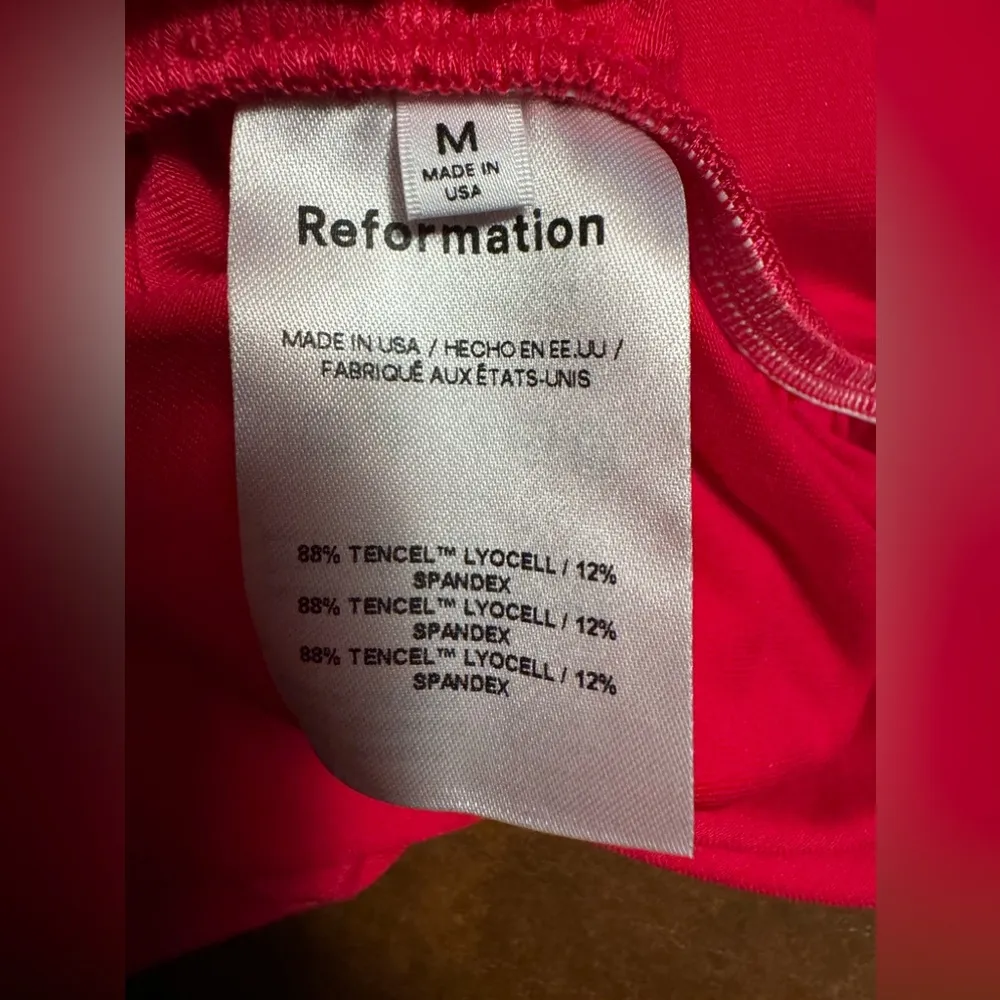 M
MADE IN
USA
Reformation
MADE IN USA / HECHO EN EE.UU /
FABRIQUÉ AUX ÉTATS-UNIS
88% TENCEL™ LYOCELL / 12%
SPANDEX
88% TENCEL™ LYOCELL / 12%
SPANDEX
88% TENCEL™ LYOCELL / 12%
SPANDEX